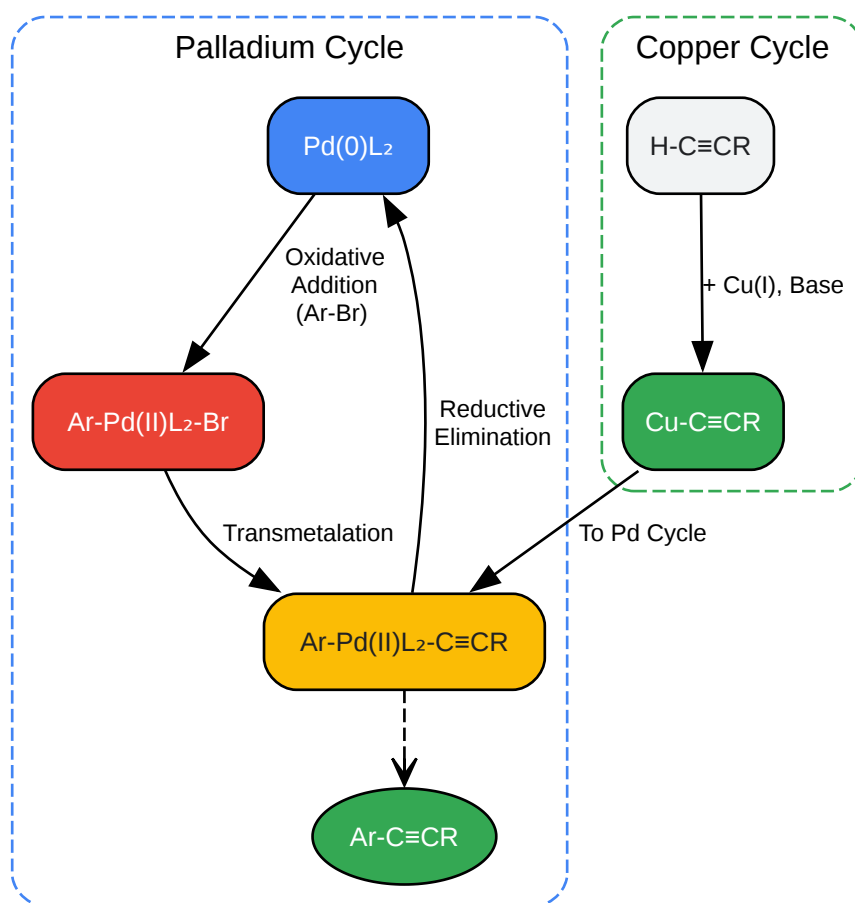 Palladium Cycle
Copper Cycle
Pd(0)L₂
H-C≡CR
Oxidative
Addition
(Ar-Br)
+ Cu(I), Base
Ar-Pd(II)L₂-Br
Reductive
Elimination
Cu-C≡CR
Transmetalation
To Pd Cycle
Ar-Pd(II)L₂-C≡CR
Ar-C≡CR